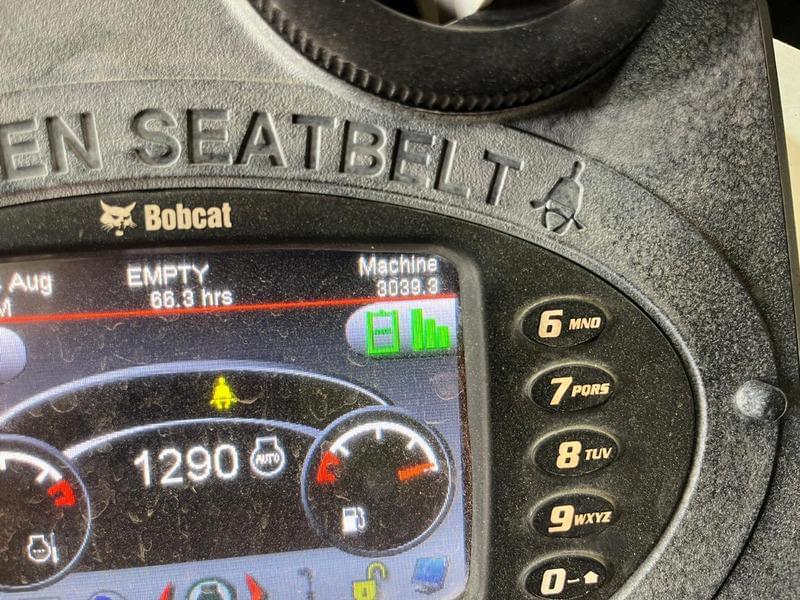 EN SEATBELT
Bobcat
Aug
EMPTY
Machine
M
66.3 hrs
3039.3
1290
AUTO
6 MNO
7 PQRS
8 TUV
9 WXYZ
0